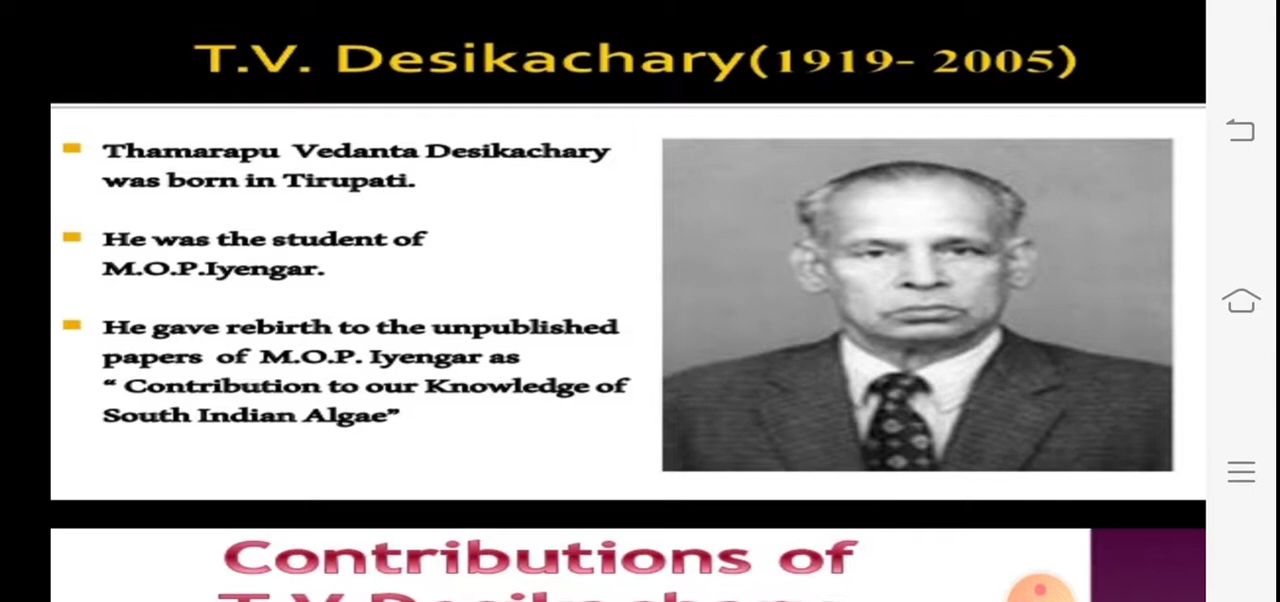 T.V. Desikachary(1919- 2005)
Thamarapu Vedanta Desikachary
was born in Tirupati.
He was the student of
M.O.P.Iyengar.
He gave rebirth to the unpublished
papers of M.O.P. Iyengar as
“ Contribution to our Knowledge of
South Indian Algae”
Contributions of
T.V.Desikachary